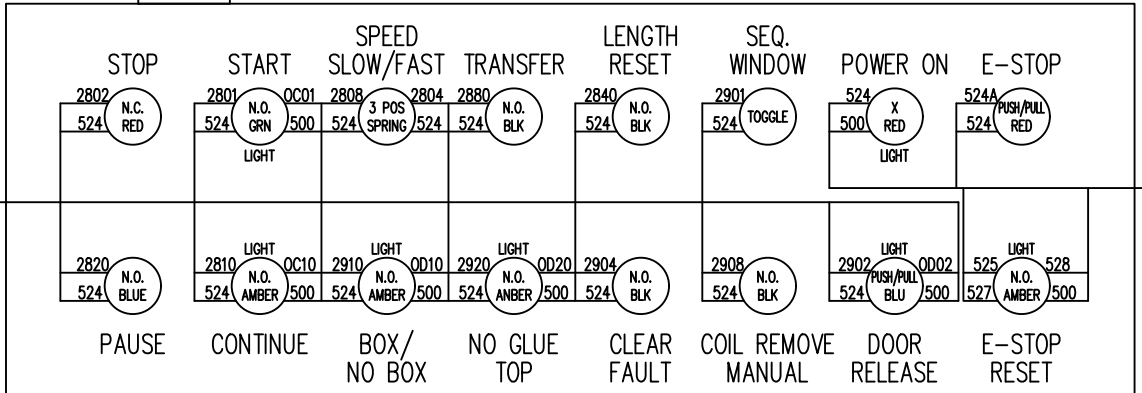 STOP
START
SPEED
SLOW/FAST
TRANSFER
LENGTH
RESET
SEQ.
WINDOW
POWER ON
E-STOP
2802
524
N.C.
RED
2801
524
N.O.
GRN
0C01
500
LIGHT
2808
524
3 POS
SPRING
2804
524
2880
524
N.O.
BLK
2840
524
N.O.
BLK
2901
524
TOGGLE
524
500
X
RED
LIGHT
524A
524
PUSH/PULL
RED
2820
524
N.O.
BLUE
PAUSE
LIGHT
2810
524
N.O.
AMBER
0C10
500
CONTINUE
LIGHT
2910
524
N.O.
AMBER
0D10
500
BOX/
NO BOX
LIGHT
2920
524
N.O.
ANBER
0D20
500
NO GLUE
TOP
2904
524
N.O.
BLK
CLEAR
FAULT
2908
524
N.O.
BLK
COIL REMOVE
MANUAL
LIGHT
2902
524
PUSH/PULL
BLU
0D02
500
DOOR
RELEASE
LIGHT
525
527
N.O.
AMBER
528
500
E-STOP
RESET